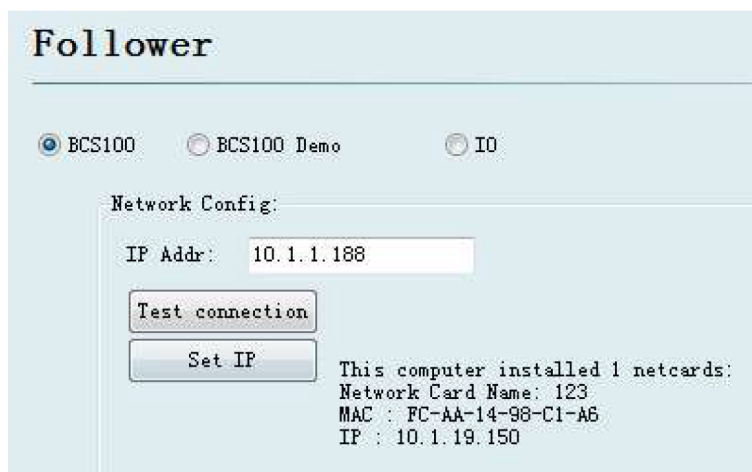 Follower
BCS100 BCS100 Demo IO
Network Config:
IP Addr: 10.1.1.188
Test connection
Set IP
This computer installed 1 netcards:
Network Card Name: 123
MAC : FC-AA-14-98-C1-A6
IP : 10.1.19.150